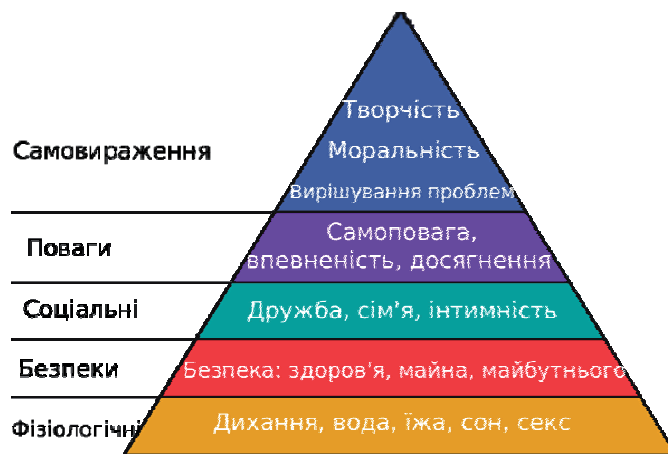 Творчість
Самовираження
Моральність
Вирішування проблем
Поваги
Самоповага,
впевненість, досягнення
Соціальні
Дружба, сім'я, інтимність
Безпеки
Безпека: здоров'я, майна, майбутнього
Фізіологічні
Дихання, вода, їжа, сон, секс